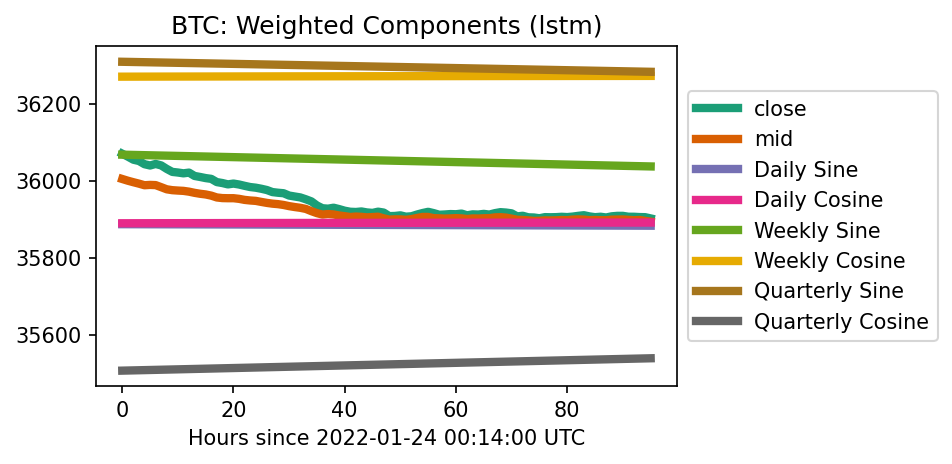 BTC: Weighted Components (lstm)
36200
36000
35800
35600
0 20 40 60 80
Hours since 2022-01-24 00:14:00 UTC
close
mid
Daily Sine
Daily Cosine
Weekly Sine
Weekly Cosine
Quarterly Sine
Quarterly Cosine